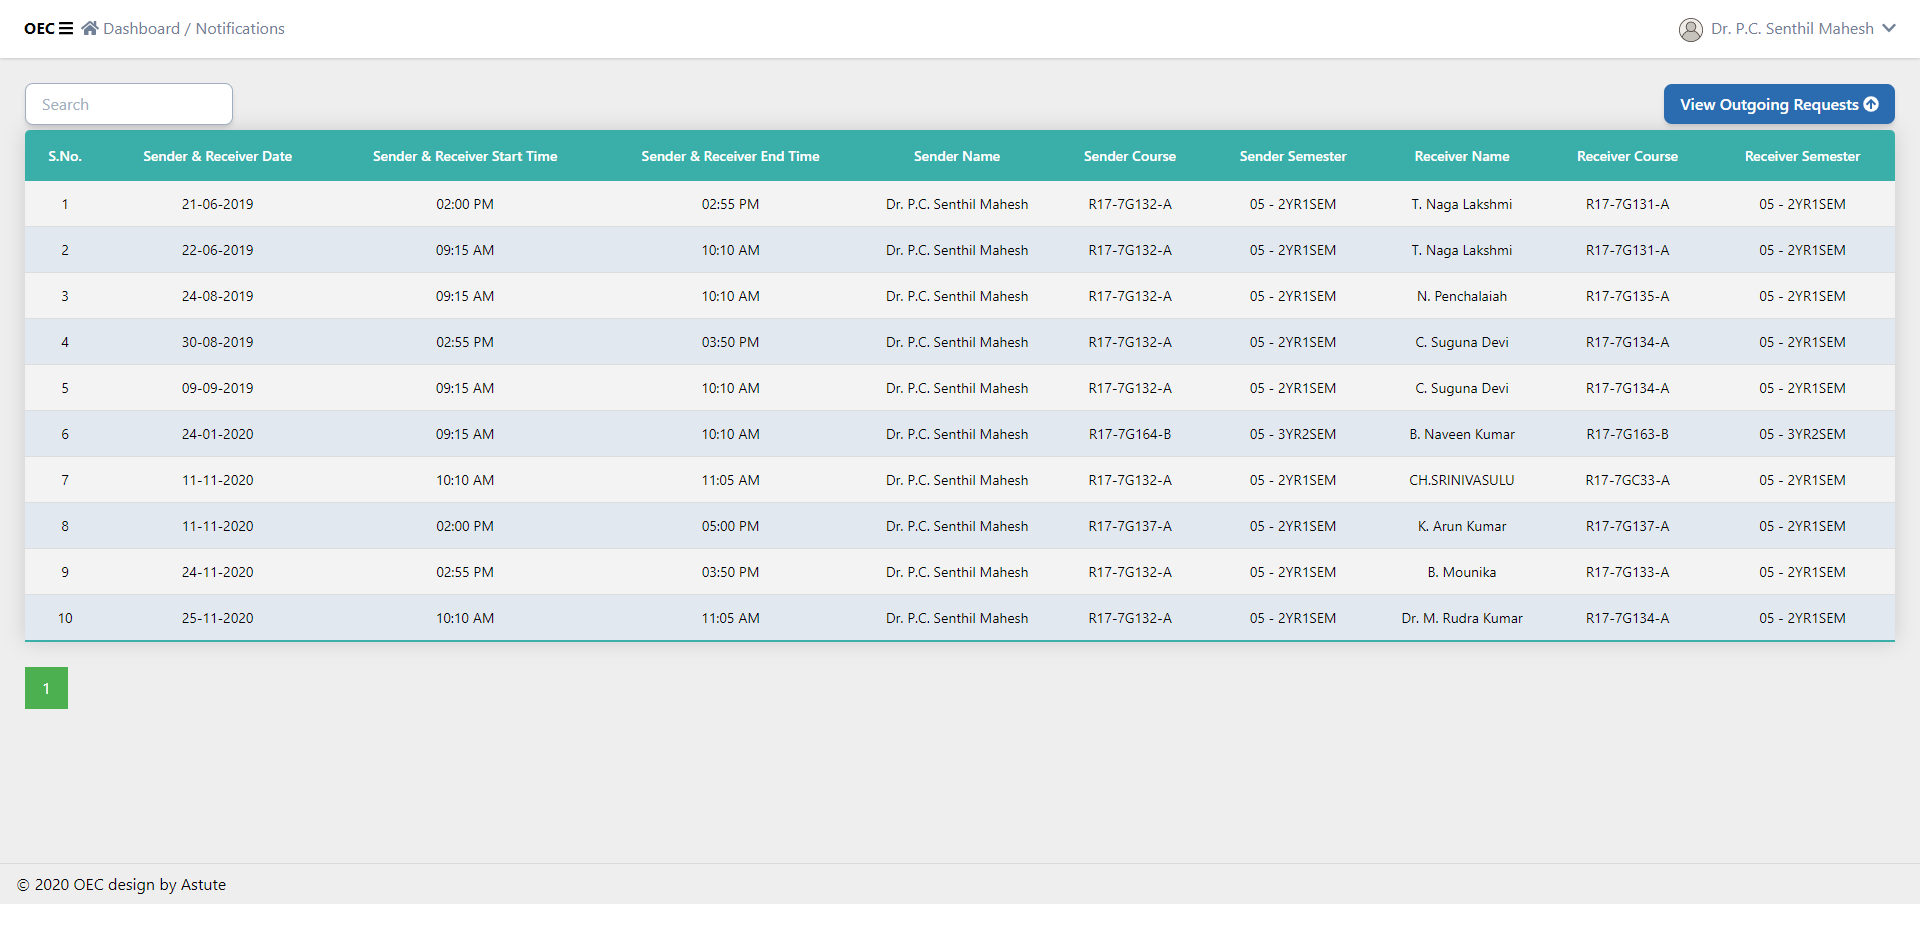 OEC Dashboard / Notifications Dr. P.C. Senthil Mahesh
Search View Outgoing Requests
S.No. Sender & Receiver Date Sender & Receiver Start Time Sender & Receiver End Time Sender Name Sender Course Sender Semester Receiver Name Receiver Course Receiver Semester
1 21-06-2019 02:00 PM 02:55 PM Dr. P.C. Senthil Mahesh R17-7G132-A 05 - 2YR1SEM T. Naga Lakshmi R17-7G131-A 05 - 2YR1SEM
2 22-06-2019 09:15 AM 10:10 AM Dr. P.C. Senthil Mahesh R17-7G132-A 05 - 2YR1SEM T. Naga Lakshmi R17-7G131-A 05 - 2YR1SEM
3 24-08-2019 09:15 AM 10:10 AM Dr. P.C. Senthil Mahesh R17-7G132-A 05 - 2YR1SEM N. Penchalaiah R17-7G135-A 05 - 2YR1SEM
4 30-08-2019 02:55 PM 03:50 PM Dr. P.C. Senthil Mahesh R17-7G132-A 05 - 2YR1SEM C. Suguna Devi R17-7G134-A 05 - 2YR1SEM
5 09-09-2019 09:15 AM 10:10 AM Dr. P.C. Senthil Mahesh R17-7G132-A 05 - 2YR1SEM C. Suguna Devi R17-7G134-A 05 - 2YR1SEM
6 24-01-2020 09:15 AM 10:10 AM Dr. P.C. Senthil Mahesh R17-7G164-B 05 - 3YR2SEM B. Naveen Kumar R17-7G163-B 05 - 3YR2SEM
7 11-11-2020 10:10 AM 11:05 AM Dr. P.C. Senthil Mahesh R17-7G132-A 05 - 2YR1SEM CH.SRINIVASULU R17-7GC33-A 05 - 2YR1SEM
8 11-11-2020 02:00 PM 05:00 PM Dr. P.C. Senthil Mahesh R17-7G137-A 05 - 2YR1SEM K. Arun Kumar R17-7G137-A 05 - 2YR1SEM
9 24-11-2020 02:55 PM 03:50 PM Dr. P.C. Senthil Mahesh R17-7G132-A 05 - 2YR1SEM B. Mounika R17-7G133-A 05 - 2YR1SEM
10 25-11-2020 10:10 AM 11:05 AM Dr. P.C. Senthil Mahesh R17-7G132-A 05 - 2YR1SEM Dr. M. Rudra Kumar R17-7G134-A 05 - 2YR1SEM
1
© 2020 OEC design by Astute